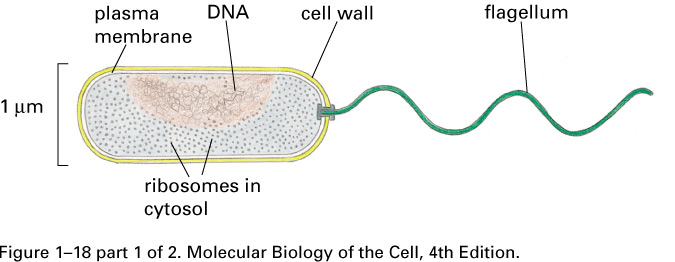 plasma
membrane
DNA
cell wall
flagellum
1 μm
ribosomes in
cytosol
Figure 1–18 part 1 of 2. Molecular Biology of the Cell, 4th Edition.